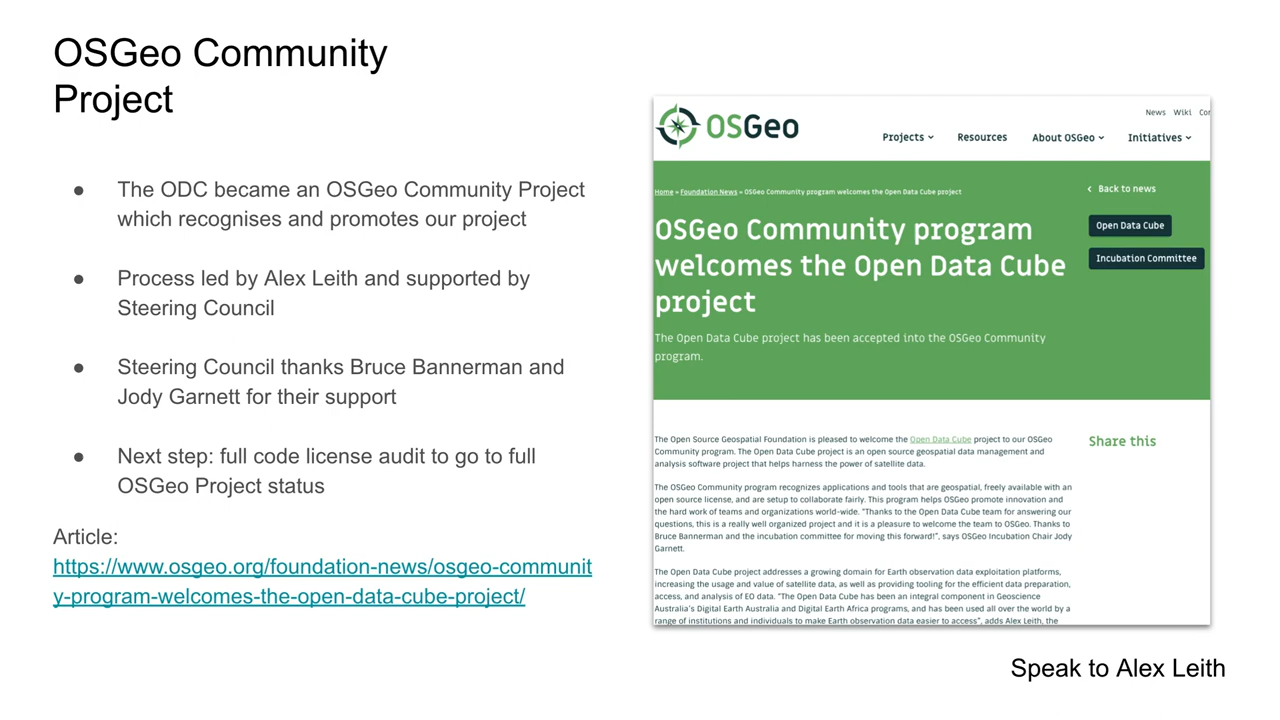 OSGeo Community
Project
● The ODC became an OSGeo Community Project
which recognises and promotes our project
● Process led by Alex Leith and supported by
Steering Council
● Steering Council thanks Bruce Bannerman and
Jody Garnett for their support
● Next step: full code license audit to go to full
OSGeo Project status
Article:
https://www.osgeo.org/foundation-news/osgeo-communit
y-program-welcomes-the-open-data-cube-project/
OSGeo
News Wiki Cor
Projects Resources About OSGeo Initiatives
Home » Foundation News » OSGeo Community program welcomes the Open Data Cube project
Back to news
Open Data Cube
Incubation Committee
OSGeo Community program
welcomes the Open Data Cube
project
The Open Data Cube project has been accepted into the OSGeo Community
program.
The Open Source Geospatial Foundation is pleased to welcome the Open Data Cube project to our OSGeo
Community program. The Open Data Cube project is an open source geospatial data management and
analysis software project that helps harness the power of satellite data.
Share this
The OSGeo Community program recognizes applications and tools that are geospatial, freely available with an
open source license, and are setup to collaborate fairly. This program helps OSGeo promote innovation and
the hard work of teams and organizations world-wide. "Thanks to the Open Data Cube team for answering our
questions, this is a really well organized project and it is a pleasure to welcome the team to OSGeo. Thanks to
Bruce Bannerman and the incubation committee for moving this forward!", says OSGeo Incubation Chair Jody
Garnett.
The Open Data Cube project addresses a growing domain for Earth observation data exploitation platforms,
increasing the usage and value of satellite data, as well as providing tooling for the efficient data preparation,
access, and analysis of EO data. "The Open Data Cube has been an integral component in Geoscience
Australia's Digital Earth Australia and Digital Earth Africa programs, and has been used all over the world by a
range of institutions and individuals to make Earth observation data easier to access", adds Alex Leith, the
Speak to Alex Leith